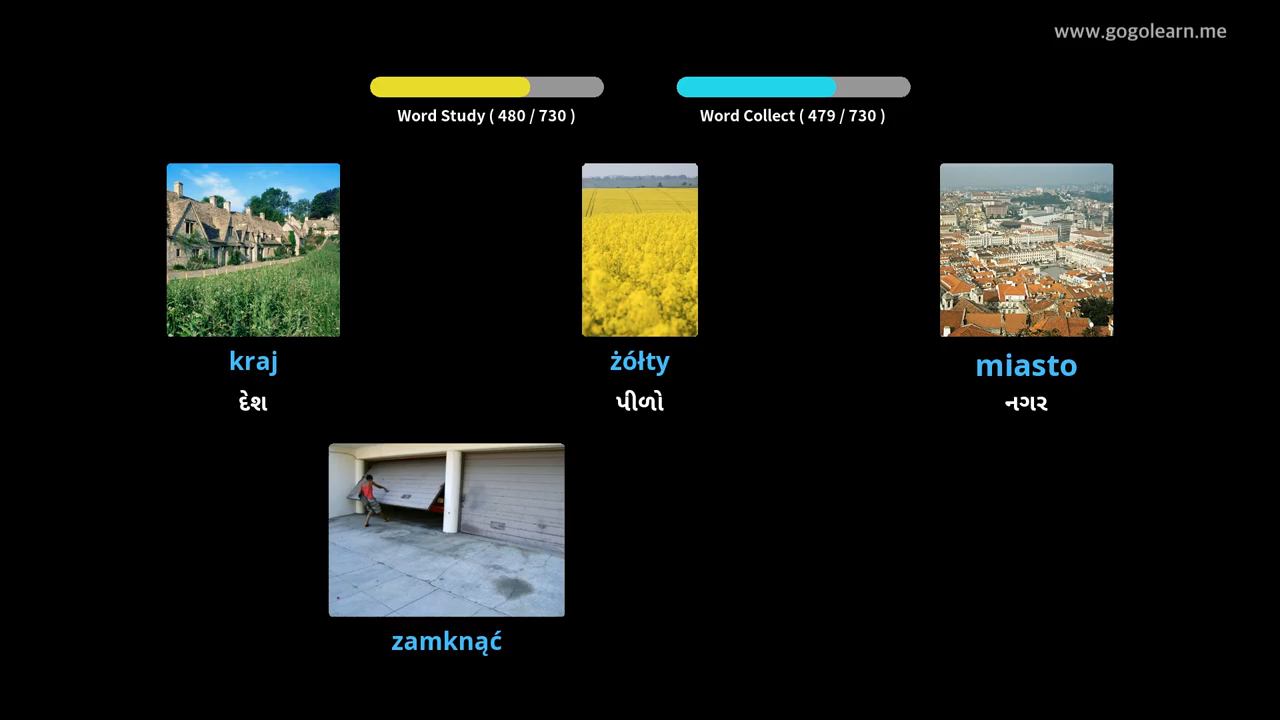 www.gogolearn.me
Word Study ( 480 / 730 )
Word Collect ( 479 / 730 )
kraj
żółty
miasto
દેશ
પીળો
નગર
zamknąć